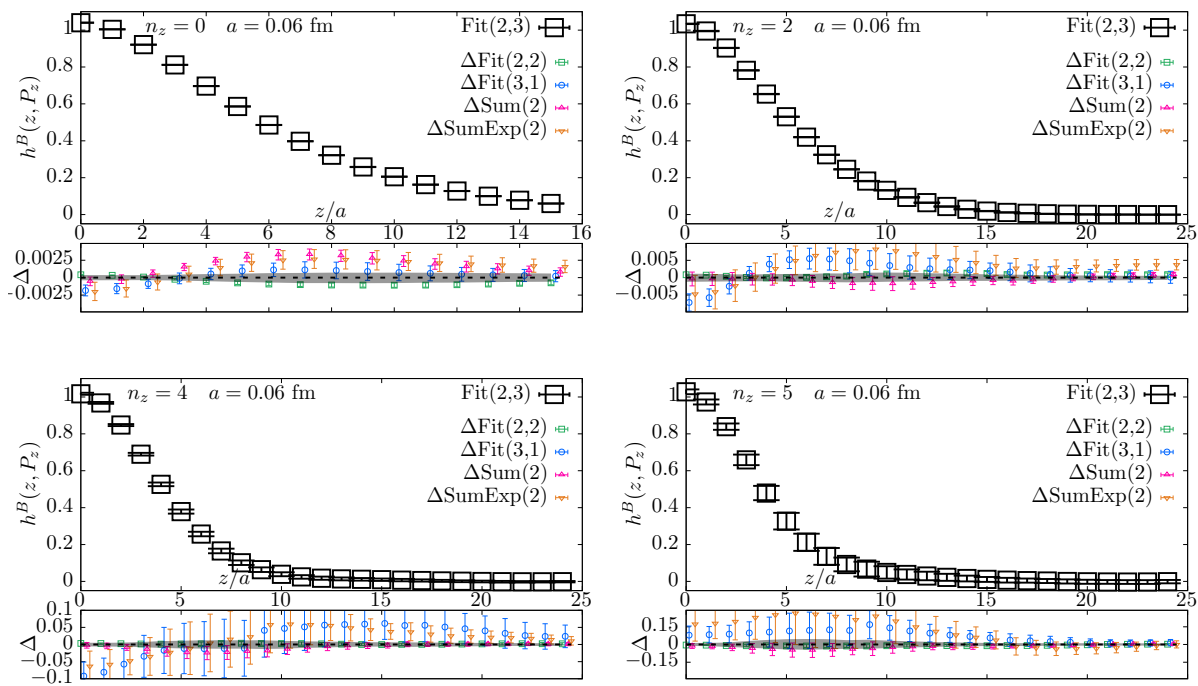 n_z = 0 a = 0.06 fm
Fit(2,3)
ΔFit(2,2)
ΔFit(3,1)
ΔSum(2)
ΔSumExp(2)
h^B(z, P_z)
1
0.8
0.6
0.4
0.2
0
z/a
0 2 4 6 8 10 12 14 16
0.0025
0
-0.0025
Δ
n_z = 2 a = 0.06 fm
Fit(2,3)
ΔFit(2,2)
ΔFit(3,1)
ΔSum(2)
ΔSumExp(2)
h^B(z, P_z)
1
0.8
0.6
0.4
0.2
0
z/a
0 5 10 15 20 25
0.005
0
−0.005
Δ
n_z = 4 a = 0.06 fm
Fit(2,3)
ΔFit(2,2)
ΔFit(3,1)
ΔSum(2)
ΔSumExp(2)
h^B(z, P_z)
1
0.8
0.6
0.4
0.2
0
z/a
0 5 10 15 20 25
0.1
0.05
0
−0.05
−0.1
Δ
n_z = 5 a = 0.06 fm
Fit(2,3)
ΔFit(2,2)
ΔFit(3,1)
ΔSum(2)
ΔSumExp(2)
h^B(z, P_z)
1
0.8
0.6
0.4
0.2
0
z/a
0 5 10 15 20 25
0.15
0
−0.15
Δ